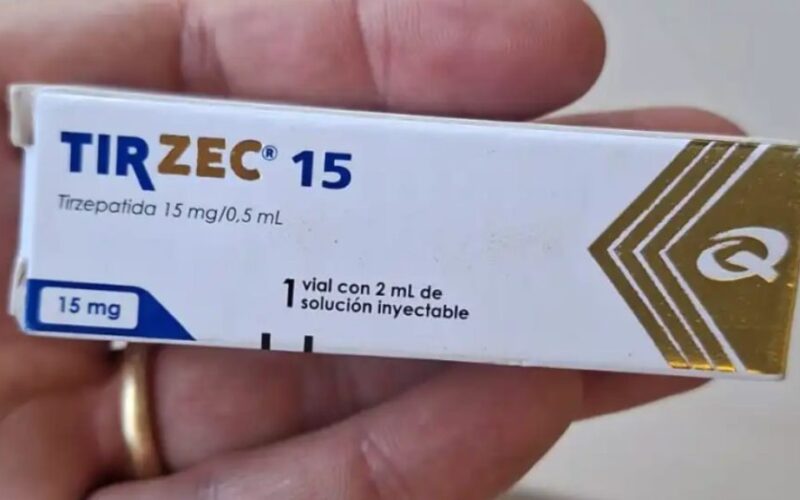 TIRZEC® 15
Tirzepatida 15 mg/0,5 mL
15 mg
1 vial con 2 mL de
solución inyectable